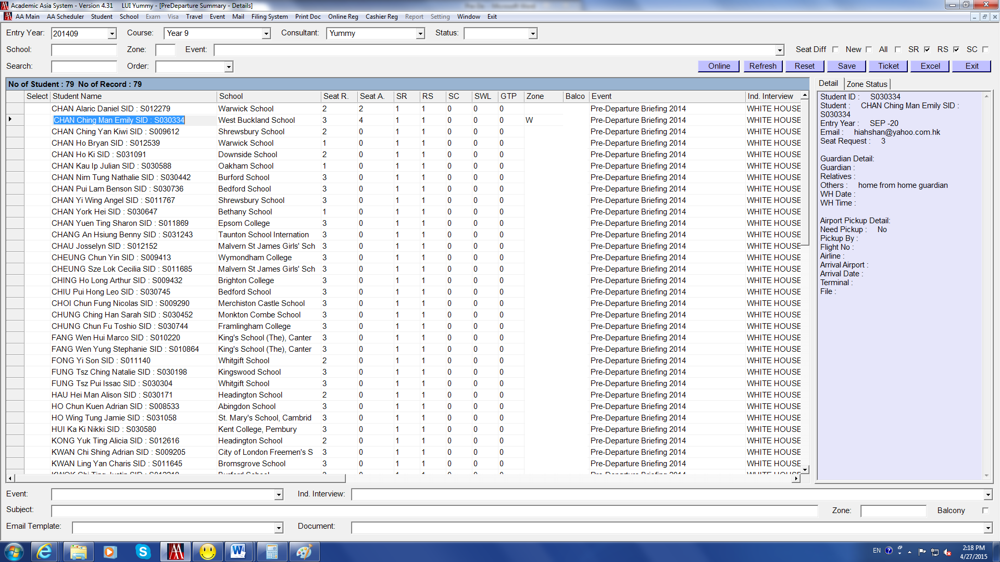 Academic Asia System - Version 4.31 LUI Yummy - [PreDeparture Summary - Details]
AA Main AA Scheduler Student School Exam Visa Travel Event Mail Filing System Print Doc Online Reg Cashier Reg Report Setting Window Exit
Entry Year: 201409 Course: Year 9 Consultant: Yummy Status:
School: Zone: Event: Seat Diff New All SR RS SC
Search: Order: Online Refresh Reset Save Ticket Excel Exit
No of Student : 79 No of Record : 79
Select Student Name School Seat R. Seat A. SR RS SC SWL GTP Zone Balco Event Ind. Interview
CHAN Alaric Daniel SID : S012279 Warwick School 2 2 1 1 0 0 0 Pre-Departure Briefing 2014 WHITE HOUSE
CHAN Ching Man Emily SID : S030334 West Buckland School 3 4 1 1 0 0 0 W Pre-Departure Briefing 2014 WHITE HOUSE
CHAN Ching Yan Kiwi SID : S009612 Shrewsbury School 2 0 1 1 0 0 0 Pre-Departure Briefing 2014 WHITE HOUSE
CHAN Ho Bryan SID : S012539 Warwick School 1 0 1 1 0 0 0 Pre-Departure Briefing 2014 WHITE HOUSE
CHAN Ho Ki SID : S031091 Downside School 2 0 1 1 0 0 0 Pre-Departure Briefing 2014 WHITE HOUSE
CHAN Kau Ip Julian SID : S030588 Oakham School 1 0 1 1 0 0 0 Pre-Departure Briefing 2014 WHITE HOUSE
CHAN Nim Tung Nathalie SID : S030442 Burford School 3 0 1 1 0 0 0 Pre-Departure Briefing 2014 WHITE HOUSE
CHAN Pui Lam Benson SID : S030736 Bedford School 3 0 1 1 0 0 0 Pre-Departure Briefing 2014 WHITE HOUSE
CHAN Yi Wing Angel SID : S011767 Shrewsbury School 3 0 1 1 0 0 0 Pre-Departure Briefing 2014 WHITE HOUSE
CHAN York Hei SID : S030647 Bethany School 1 0 1 1 0 0 0 Pre-Departure Briefing 2014 WHITE HOUSE
CHAN Yuen Ting Sharon SID : S011869 Epsom College 3 0 1 1 0 0 0 Pre-Departure Briefing 2014 WHITE HOUSE
CHANG An Hsiung Benny SID : S031243 Taunton School Internation 3 0 1 1 0 0 0 Pre-Departure Briefing 2014 WHITE HOUSE
CHAU Josselyn SID : S012152 Malvern St James Girls' Sch 3 0 1 1 0 0 0 Pre-Departure Briefing 2014 WHITE HOUSE
CHEUNG Chun Yin SID : S009413 Wymondham College 3 0 1 1 0 0 0 Pre-Departure Briefing 2014 WHITE HOUSE
CHEUNG Sze Lok Cecilia SID : S011685 Malvern St James Girls' Sch 3 0 1 1 0 0 0 Pre-Departure Briefing 2014 WHITE HOUSE
CHING Ho Long Arthur SID : S009432 Brighton College 3 0 1 1 0 0 0 Pre-Departure Briefing 2014 WHITE HOUSE
CHIU Pui Hong Leo SID : S030745 Bedford School 3 0 1 1 0 0 0 Pre-Departure Briefing 2014 WHITE HOUSE
CHOI Chun Fung Nicolas SID : S009290 Merchiston Castle School 3 0 1 1 0 0 0 Pre-Departure Briefing 2014 WHITE HOUSE
CHUNG Ching Han Sarah SID : S030452 Monkton Combe School 3 0 1 1 0 0 0 Pre-Departure Briefing 2014 WHITE HOUSE
CHUNG Chun Fu Toshio SID : S030744 Framlingham College 3 0 1 1 0 0 0 Pre-Departure Briefing 2014 WHITE HOUSE
FANG Wen Hui Marco SID : S010220 King's School (The), Canter 3 0 1 1 0 0 0 Pre-Departure Briefing 2014 WHITE HOUSE
FANG Wen Yung Stephanie SID : S010864 King's School (The), Canter 3 0 1 1 0 0 0 Pre-Departure Briefing 2014 WHITE HOUSE
FONG Yi Son SID : S011140 Whitgift School 2 0 1 1 0 0 0 Pre-Departure Briefing 2014 WHITE HOUSE
FUNG Tsz Ching Natalie SID : S030198 Kingswood School 3 0 1 1 0 0 0 Pre-Departure Briefing 2014 WHITE HOUSE
FUNG Tsz Pui Issac SID : S030304 Whitgift School 3 0 1 1 0 0 0 Pre-Departure Briefing 2014 WHITE HOUSE
HAU Hei Man Alison SID : S030171 Headington School 2 0 1 1 0 0 0 Pre-Departure Briefing 2014 WHITE HOUSE
HO Chun Kuen Adrian SID : S008533 Abingdon School 3 0 1 1 0 0 0 Pre-Departure Briefing 2014 WHITE HOUSE
HO Wing Tung Jamie SID : S031058 St. Mary's School, Cambrid 3 0 1 1 0 0 0 Pre-Departure Briefing 2014 WHITE HOUSE
HUI Ka Ki Nikki SID : S030580 Kent College, Pembury 3 0 1 1 0 0 0 Pre-Departure Briefing 2014 WHITE HOUSE
KONG Yuk Ting Alicia SID : S012616 Headington School 2 0 1 1 0 0 0 Pre-Departure Briefing 2014 WHITE HOUSE
KWAN Chi Shing Adrian SID : S009205 City of London Freemen's S 3 0 1 1 0 0 0 Pre-Departure Briefing 2014 WHITE HOUSE
KWAN Ling Yan Charis SID : S011645 Bromsgrove School 3 0 1 1 0 0 0 Pre-Departure Briefing 2014 WHITE HOUSE
Detail Zone Status
Student ID : S030334
Student : CHAN Ching Man Emily SID :
S030334
Entry Year : SEP -20
Email : hiahshan@yahoo.com.hk
Seat Request : 3
Guardian Detail:
Guardian :
Relatives :
Others : home from home guardian
WH Date :
WH Time :
Airport Pickup Detail:
Need Pickup : No
Pickup By :
Flight No :
Airline :
Arrival Airport :
Arrival Date :
Terminal :
File :
Event: Ind. Interview:
Subject: Zone: Balcony
Email Template: Document:
EN 2:18 PM
4/27/2015